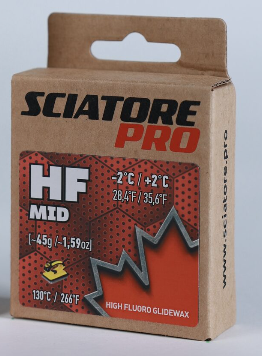 SCIATORE
PRO
HF
MID
-2°C / +2°C
28,4°F / 35,6°F
[~45g/~1,59oz]
130°C / 266°F
HIGH FLUORO GLIDEWAX
www.sciatore.pro